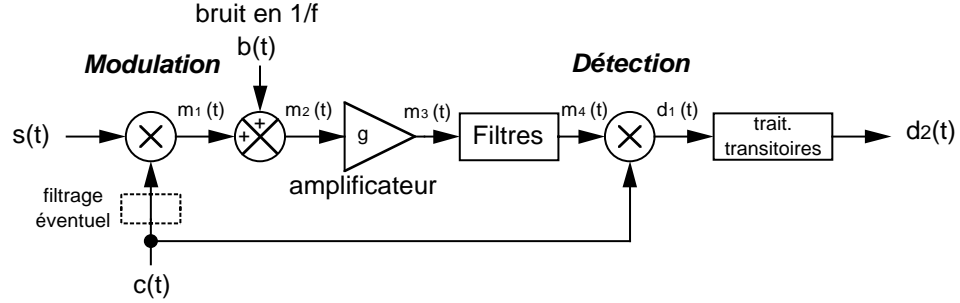 bruit en 1/f
b(t)
Modulation
Détection
m1 (t)
m2 (t)
m3 (t)
m4 (t)
d1 (t)
s(t)
+
+
g
Filtres
trait.
transitoires
d2(t)
amplificateur
filtrage
éventuel
c(t)